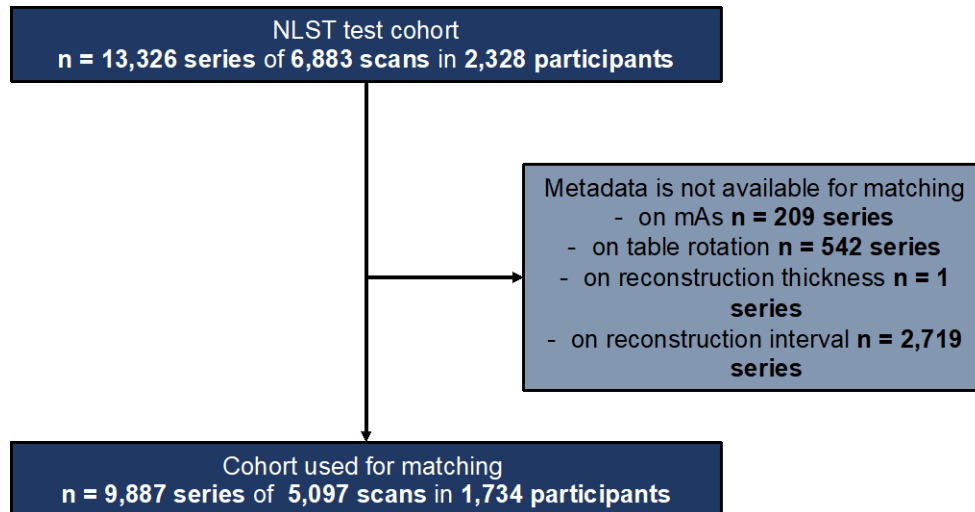 NLST test cohort
n = 13,326 series of 6,883 scans in 2,328 participants
Metadata is not available for matching
- on mAs n = 209 series
- on table rotation n = 542 series
- on reconstruction thickness n = 1
series
- on reconstruction interval n = 2,719
series
Cohort used for matching
n = 9,887 series of 5,097 scans in 1,734 participants